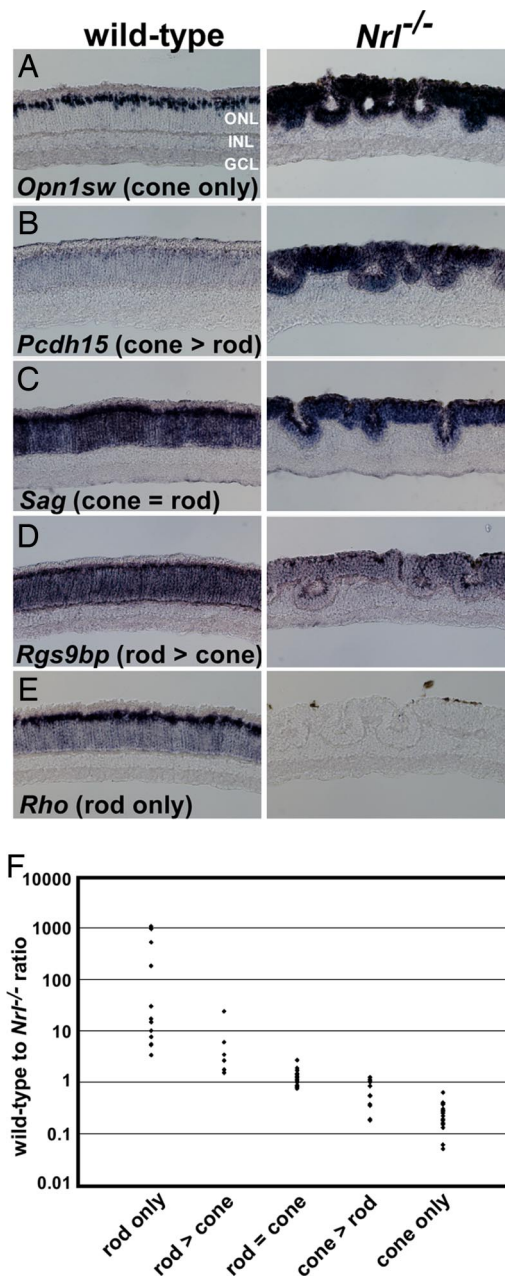 wild-type
Nrl-/-
A
ONL
INL
GCL
Opn1sw (cone only)
B
Pcdh15 (cone > rod)
C
Sag (cone = rod)
D
Rgs9bp (rod > cone)
E
Rho (rod only)
F
wild-type to Nrl-/- ratio
10000
1000
100
10
1
0.1
0.01
rod only
rod > cone
rod = cone
cone > rod
cone only